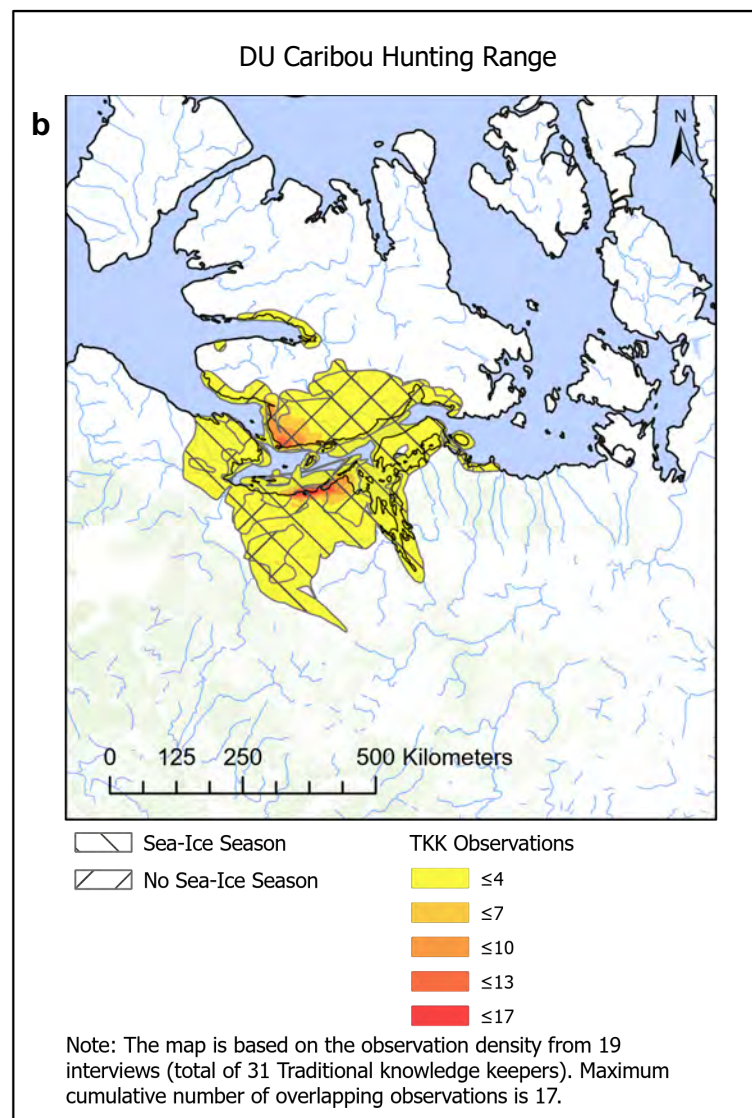 DU Caribou Hunting Range
b
N
0 125 250 500 Kilometers
Sea-Ice Season
No Sea-Ice Season
TKK Observations
≤4
≤7
≤10
≤13
≤17
Note: The map is based on the observation density from 19
interviews (total of 31 Traditional knowledge keepers). Maximum
cumulative number of overlapping observations is 17.